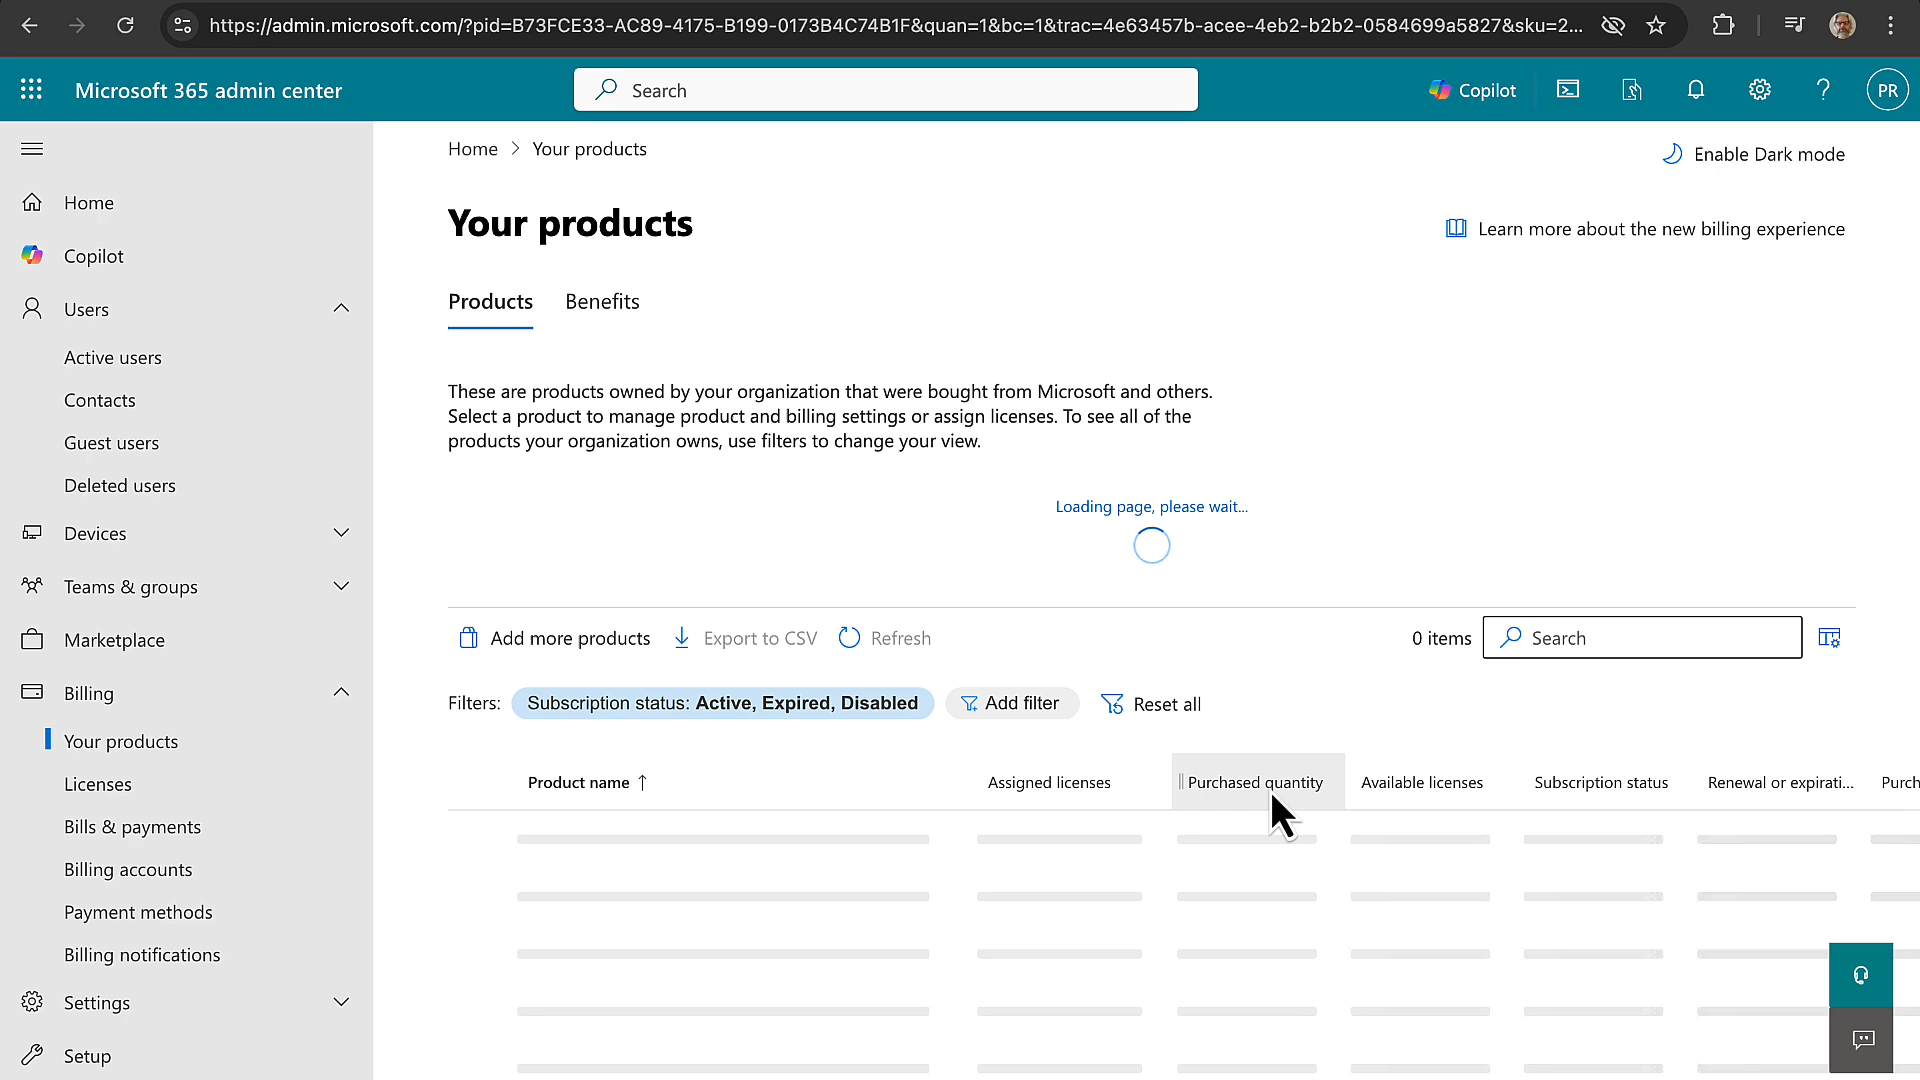 https://admin.microsoft.com/?pid=B73FCE33-AC89-4175-B199-0173B4C74B1F&quan=1&bc=1&trac=4e63457b-acee-4eb2-b2b2-0584699a5827&sku=2...
Microsoft 365 admin center
Search
Copilot
PR
Home
Copilot
Users
Active users
Contacts
Guest users
Deleted users
Devices
Teams & groups
Marketplace
Billing
Your products
Licenses
Bills & payments
Billing accounts
Payment methods
Billing notifications
Settings
Setup
Home > Your products
Enable Dark mode
Your products
Learn more about the new billing experience
Products Benefits
These are products owned by your organization that were bought from Microsoft and others.
Select a product to manage product and billing settings or assign licenses. To see all of the
products your organization owns, use filters to change your view.
Loading page, please wait...
Add more products Export to CSV Refresh 0 items Search
Filters: Subscription status: Active, Expired, Disabled Add filter Reset all
Product name ↑ Assigned licenses Purchased quantity Available licenses Subscription status Renewal or expirati... Purch